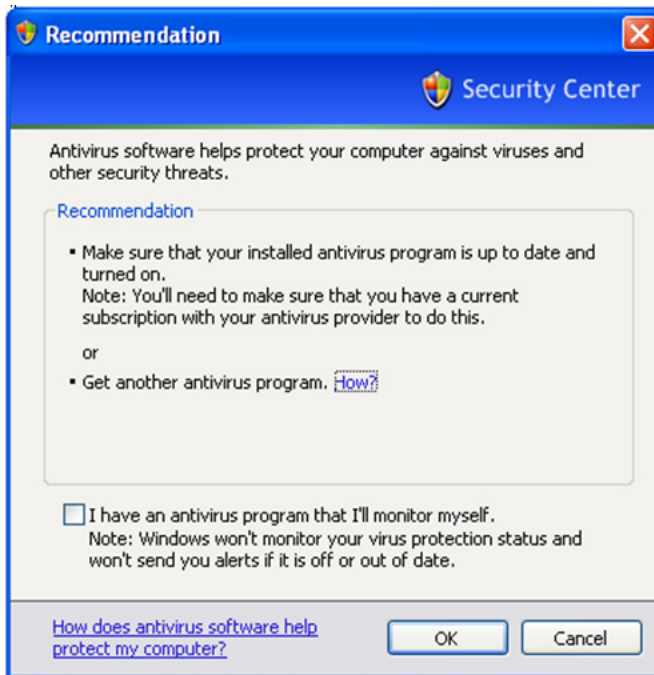 Recommendation
Security Center
Antivirus software helps protect your computer against viruses and
other security threats.
Recommendation
▪ Make sure that your installed antivirus program is up to date and
turned on.
Note: You'll need to make sure that you have a current
subscription with your antivirus provider to do this.
or
▪ Get another antivirus program. How?
I have an antivirus program that I'll monitor myself.
Note: Windows won't monitor your virus protection status and
won't send you alerts if it is off or out of date.
How does antivirus software help
protect my computer?
OK
Cancel